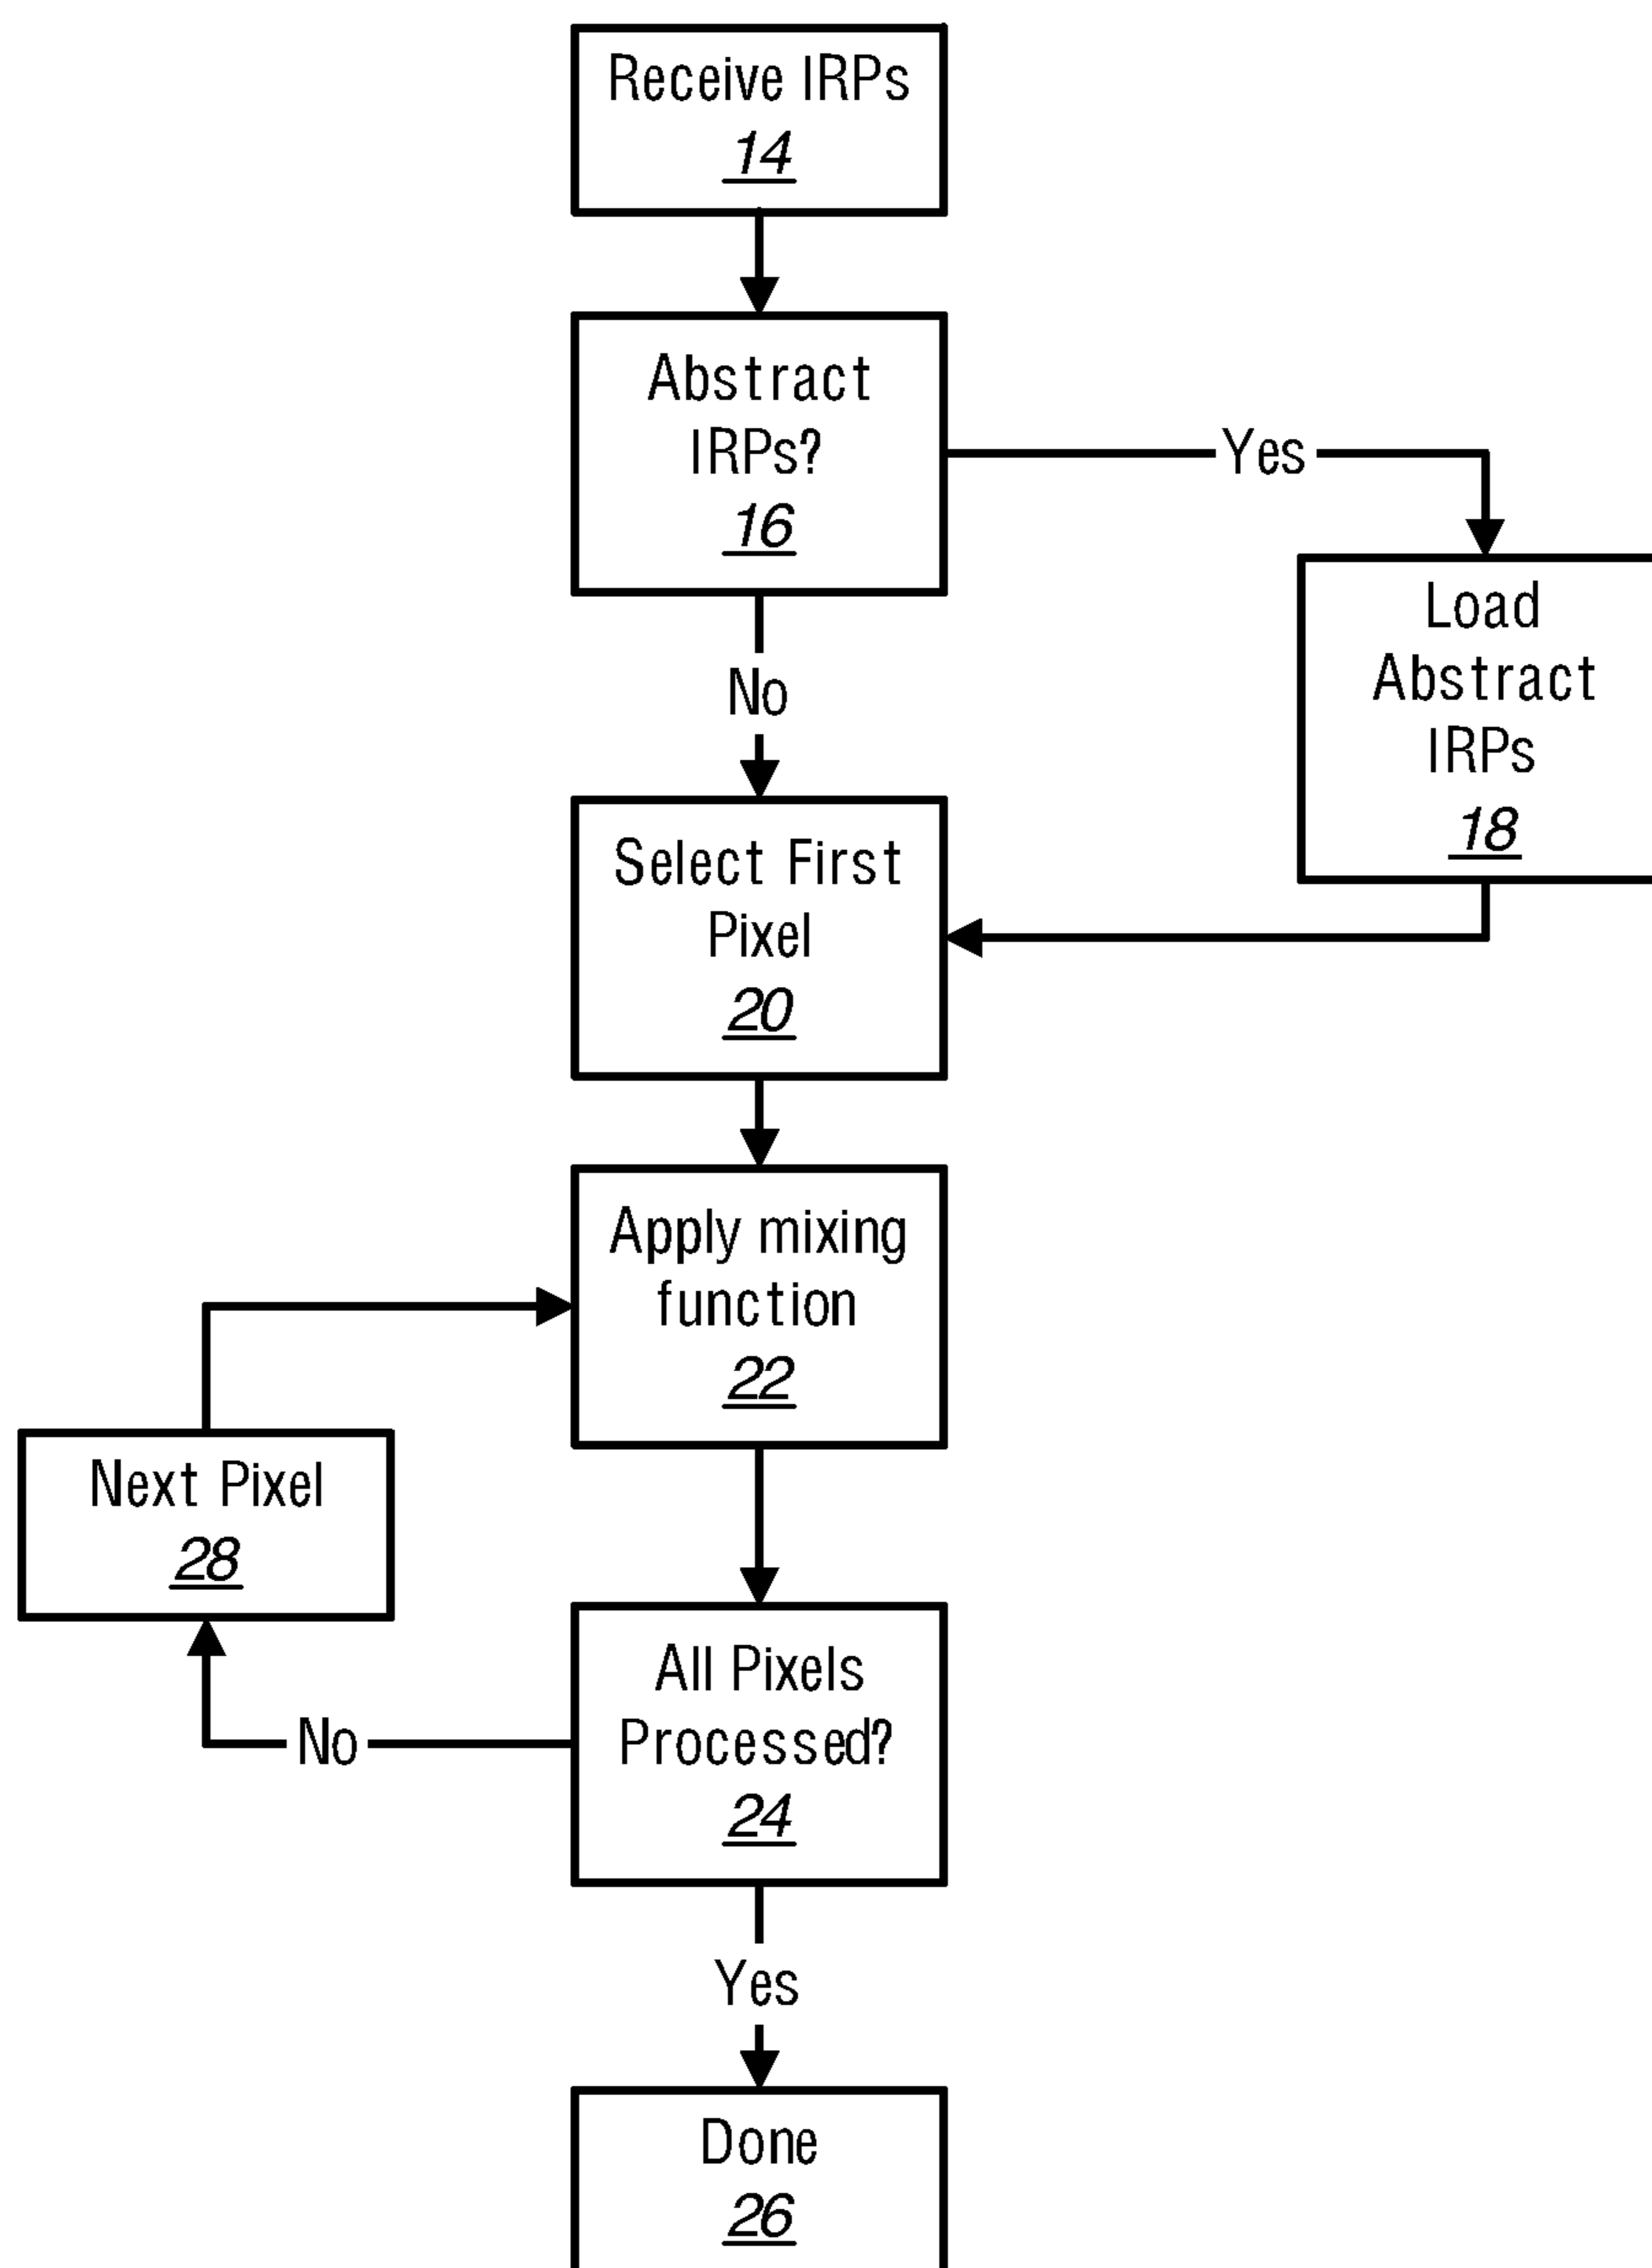 Receive IRPs
14
Abstract
IRPs?
16
Yes
Load
Abstract
IRPs
18
No
Select First
Pixel
20
Apply mixing
function
22
Next Pixel
28
All Pixels
Processed?
24
No
Yes
Done
26